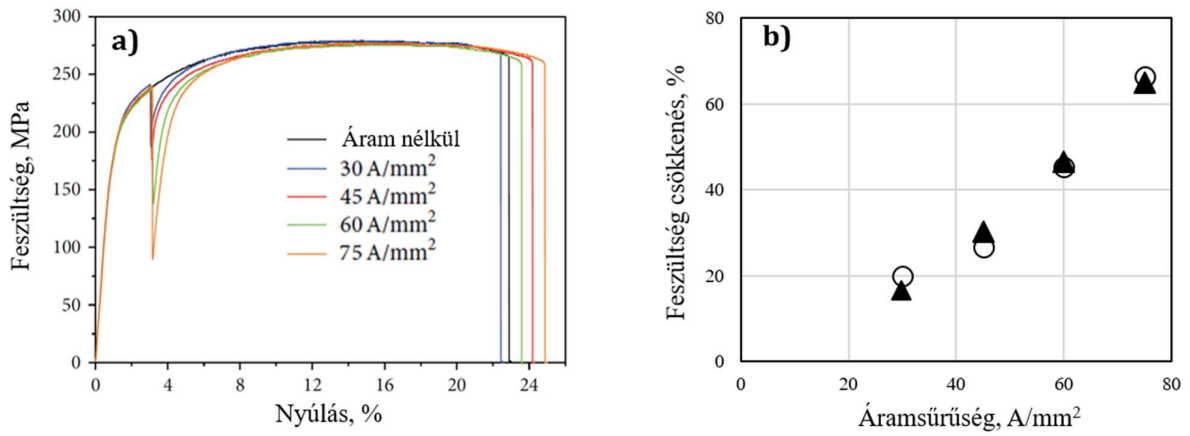 a)
Feszültség, MPa
300
250
200
150
100
50
0
0 4 8 12 16 20 24
Nyúlás, %
Áram nélkül
30 A/mm²
45 A/mm²
60 A/mm²
75 A/mm²
b)
Feszültség csökkenés, %
80
60
40
20
0
0 20 40 60 80
Áramsűrűség, A/mm²